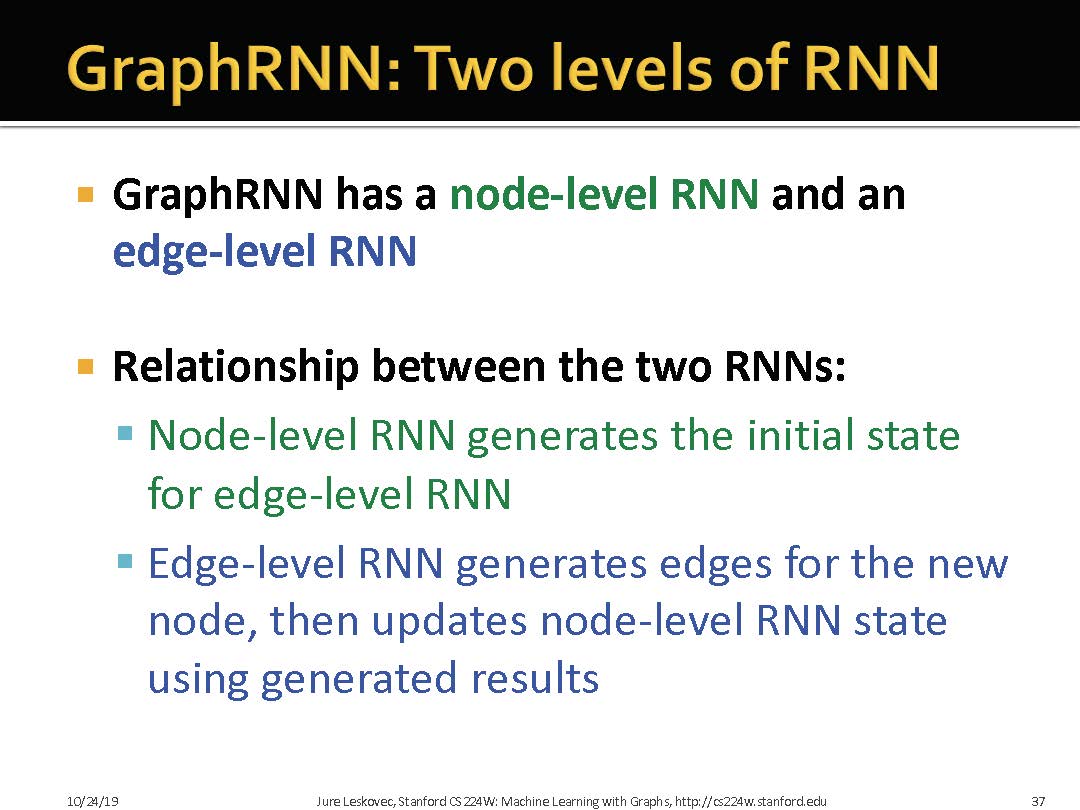 GraphRNN: Two levels of RNN
GraphRNN has a node-level RNN and an
edge-level RNN
Relationship between the two RNNs:
Node-level RNN generates the initial state
for edge-level RNN
Edge-level RNN generates edges for the new
node, then updates node-level RNN state
using generated results
10/24/19 Jure Leskovec, Stanford CS224W: Machine Learning with Graphs, http://cs224w.stanford.edu 37